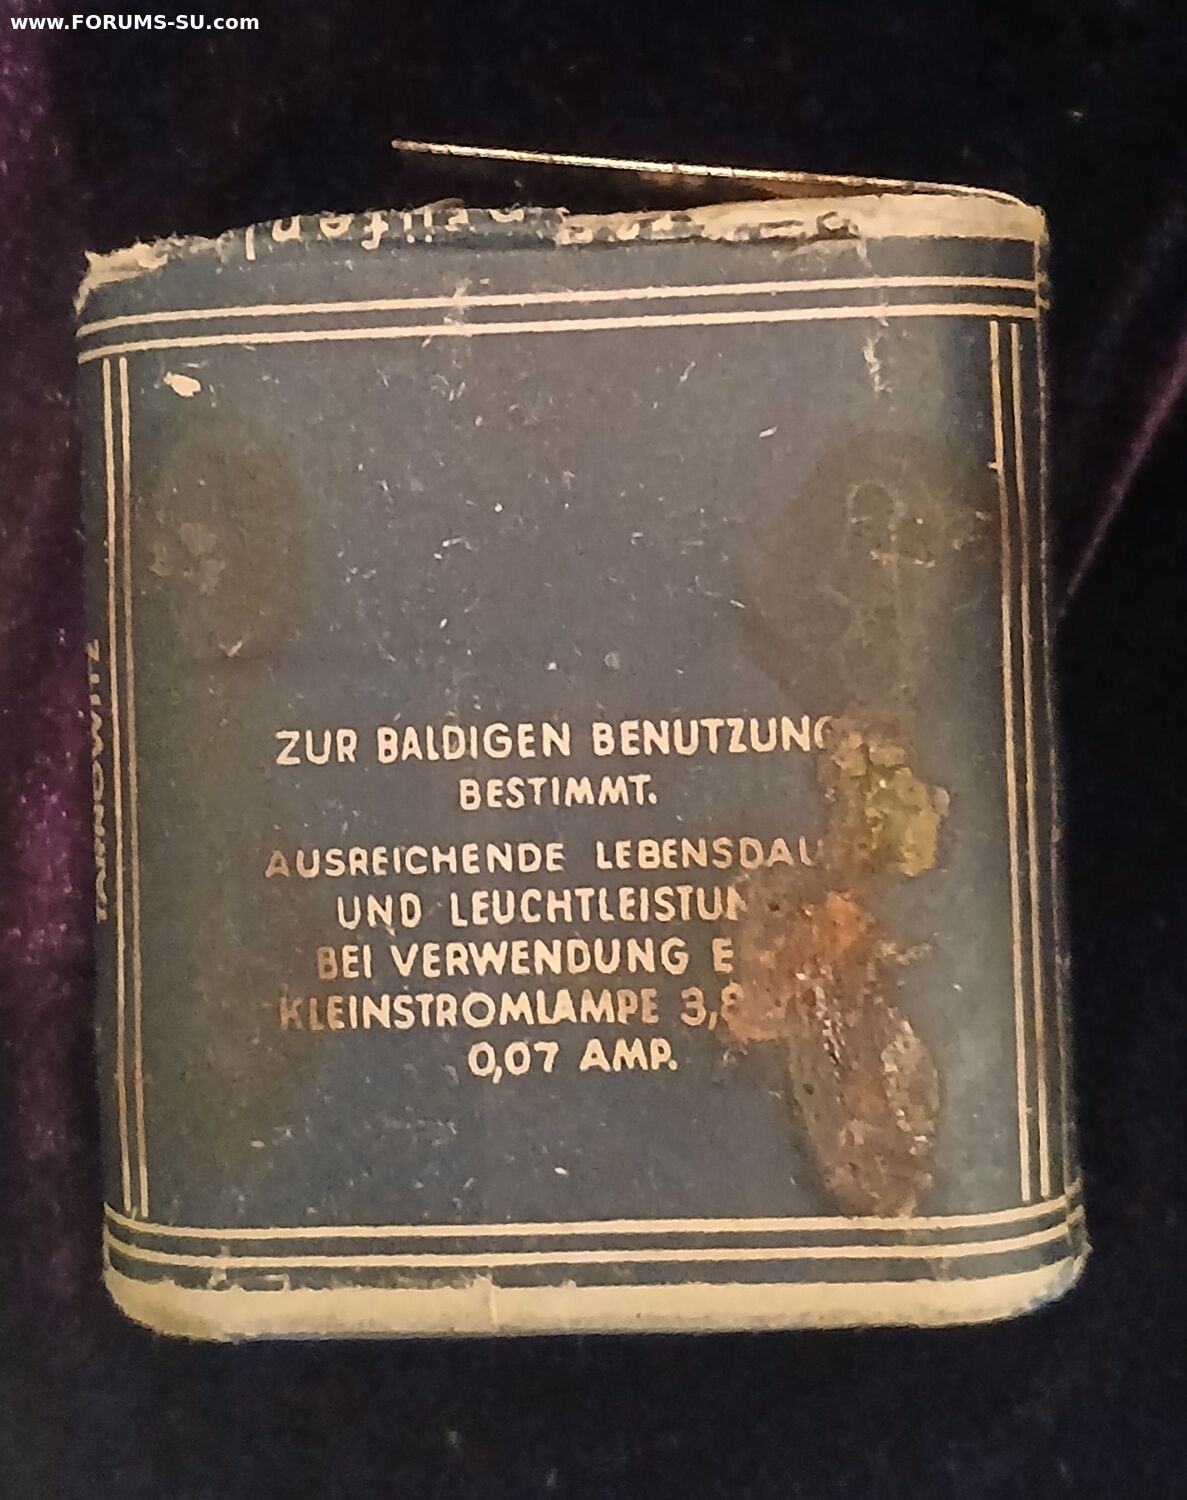 www.FORUMS-SU.com
ZUR BALDIGEN BENUTZUNG
BESTIMMT.
AUSREICHENDE LEBENSDAU
UND LEUCHTLEISTUN
BEI VERWENDUNG E
KLEINSTROMLAMPE 3,8
0,07 AMP.
TARNOWITZ